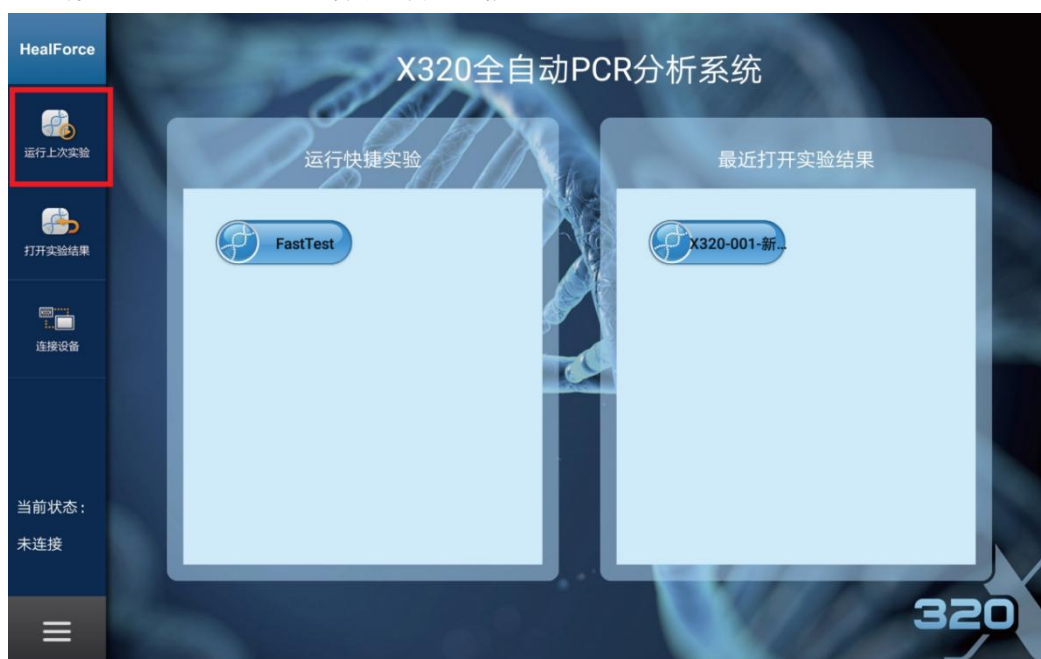 HealForce
X320全自动PCR分析系统
运行上次实验
打开实验结果
连接设备
当前状态：
未连接
运行快捷实验
FastTest
最近打开实验结果
X320-001-新...
320